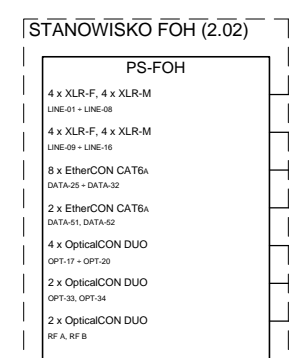 STANOWISKO FOH (2.02)
PS-FOH
4 x XLR-F, 4 x XLR-M
LINE-01 ÷ LINE-08
4 x XLR-F, 4 x XLR-M
LINE-09 ÷ LINE-16
8 x EtherCON CAT6A
DATA-25 ÷ DATA-32
2 x EtherCON CAT6A
DATA-51, DATA-52
4 x OpticalCON DUO
OPT-17 ÷ OPT-20
2 x OpticalCON DUO
OPT-33, OPT-34
2 x OpticalCON DUO
RF A, RF B